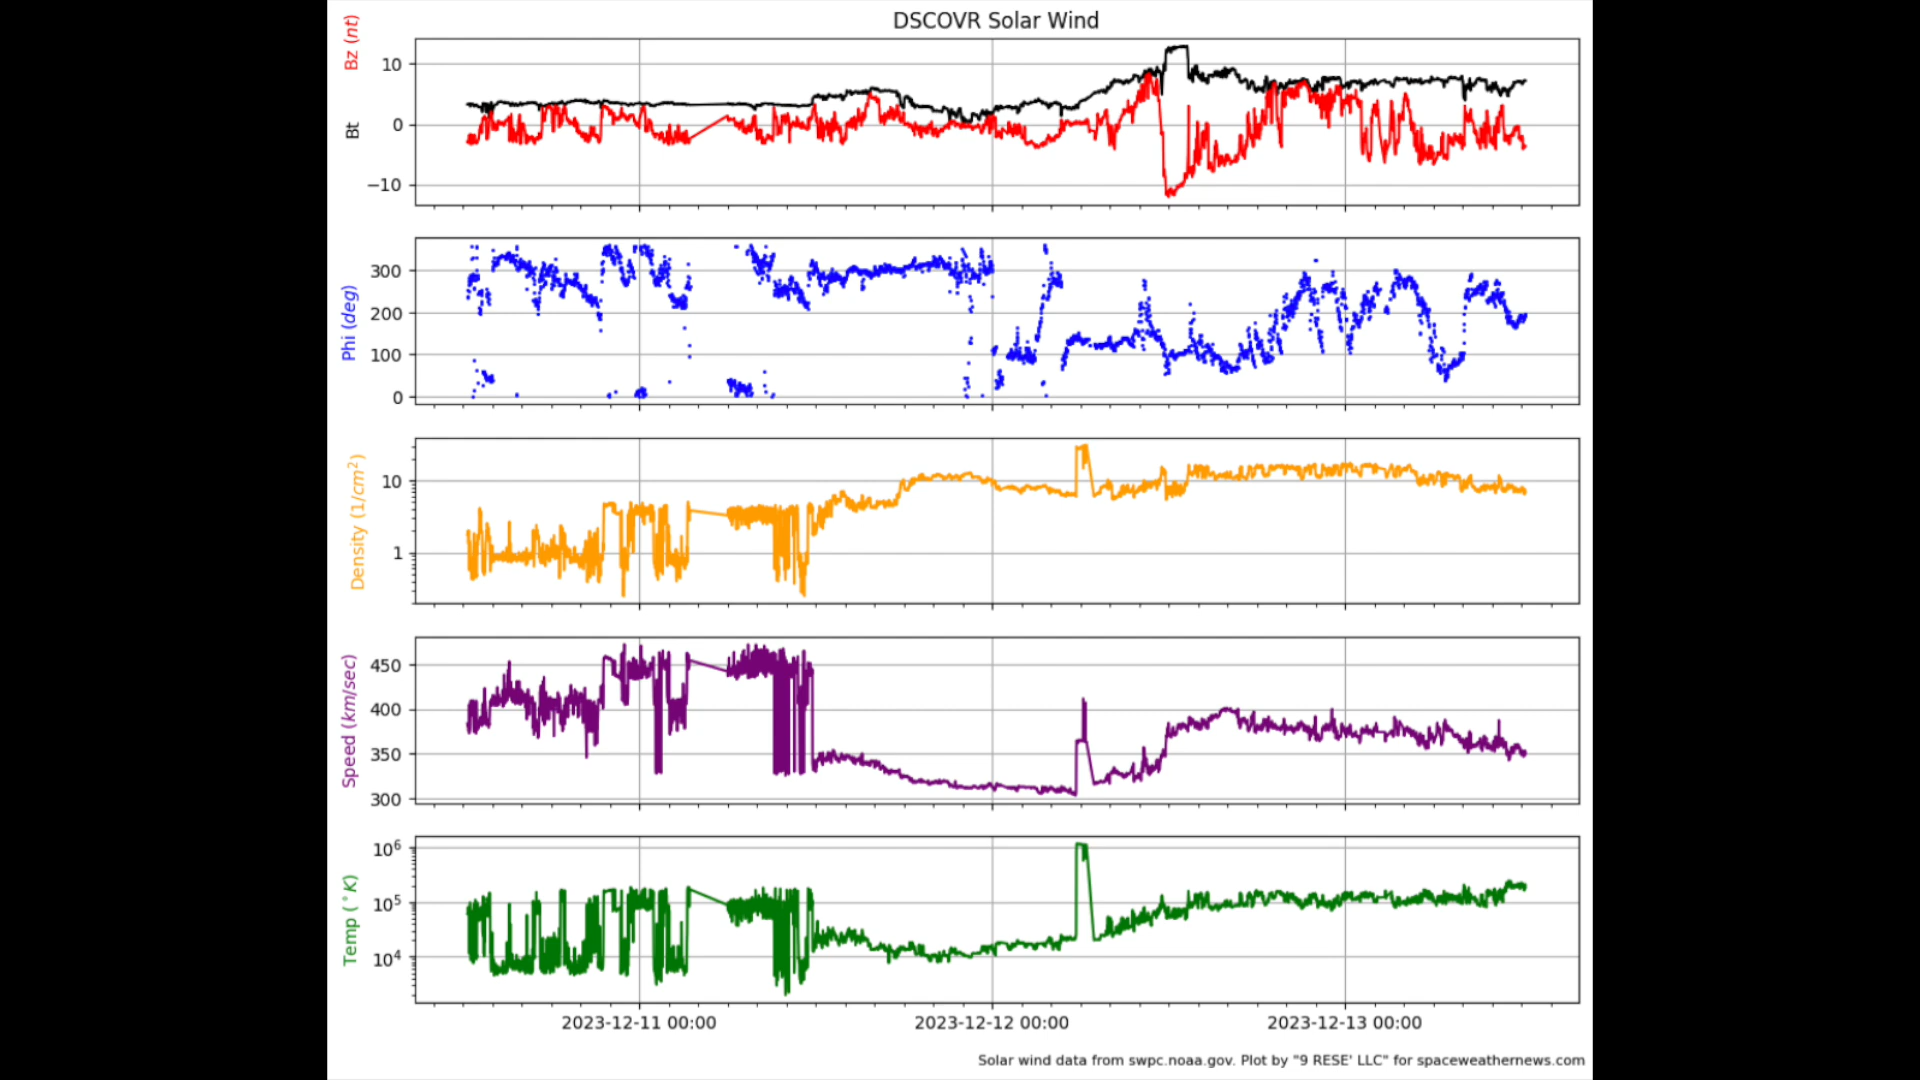 DSCOVR Solar Wind
Bz (nt)
Bt
10
0
−10
Phi (deg)
300
200
100
0
Density (1/cm²)
10
1
Speed (km/sec)
450
400
350
300
Temp (°K)
10⁶
10⁵
10⁴
2023-12-11 00:00 2023-12-12 00:00 2023-12-13 00:00
Solar wind data from swpc.noaa.gov. Plot by "9 RESE' LLC" for spaceweathernews.com